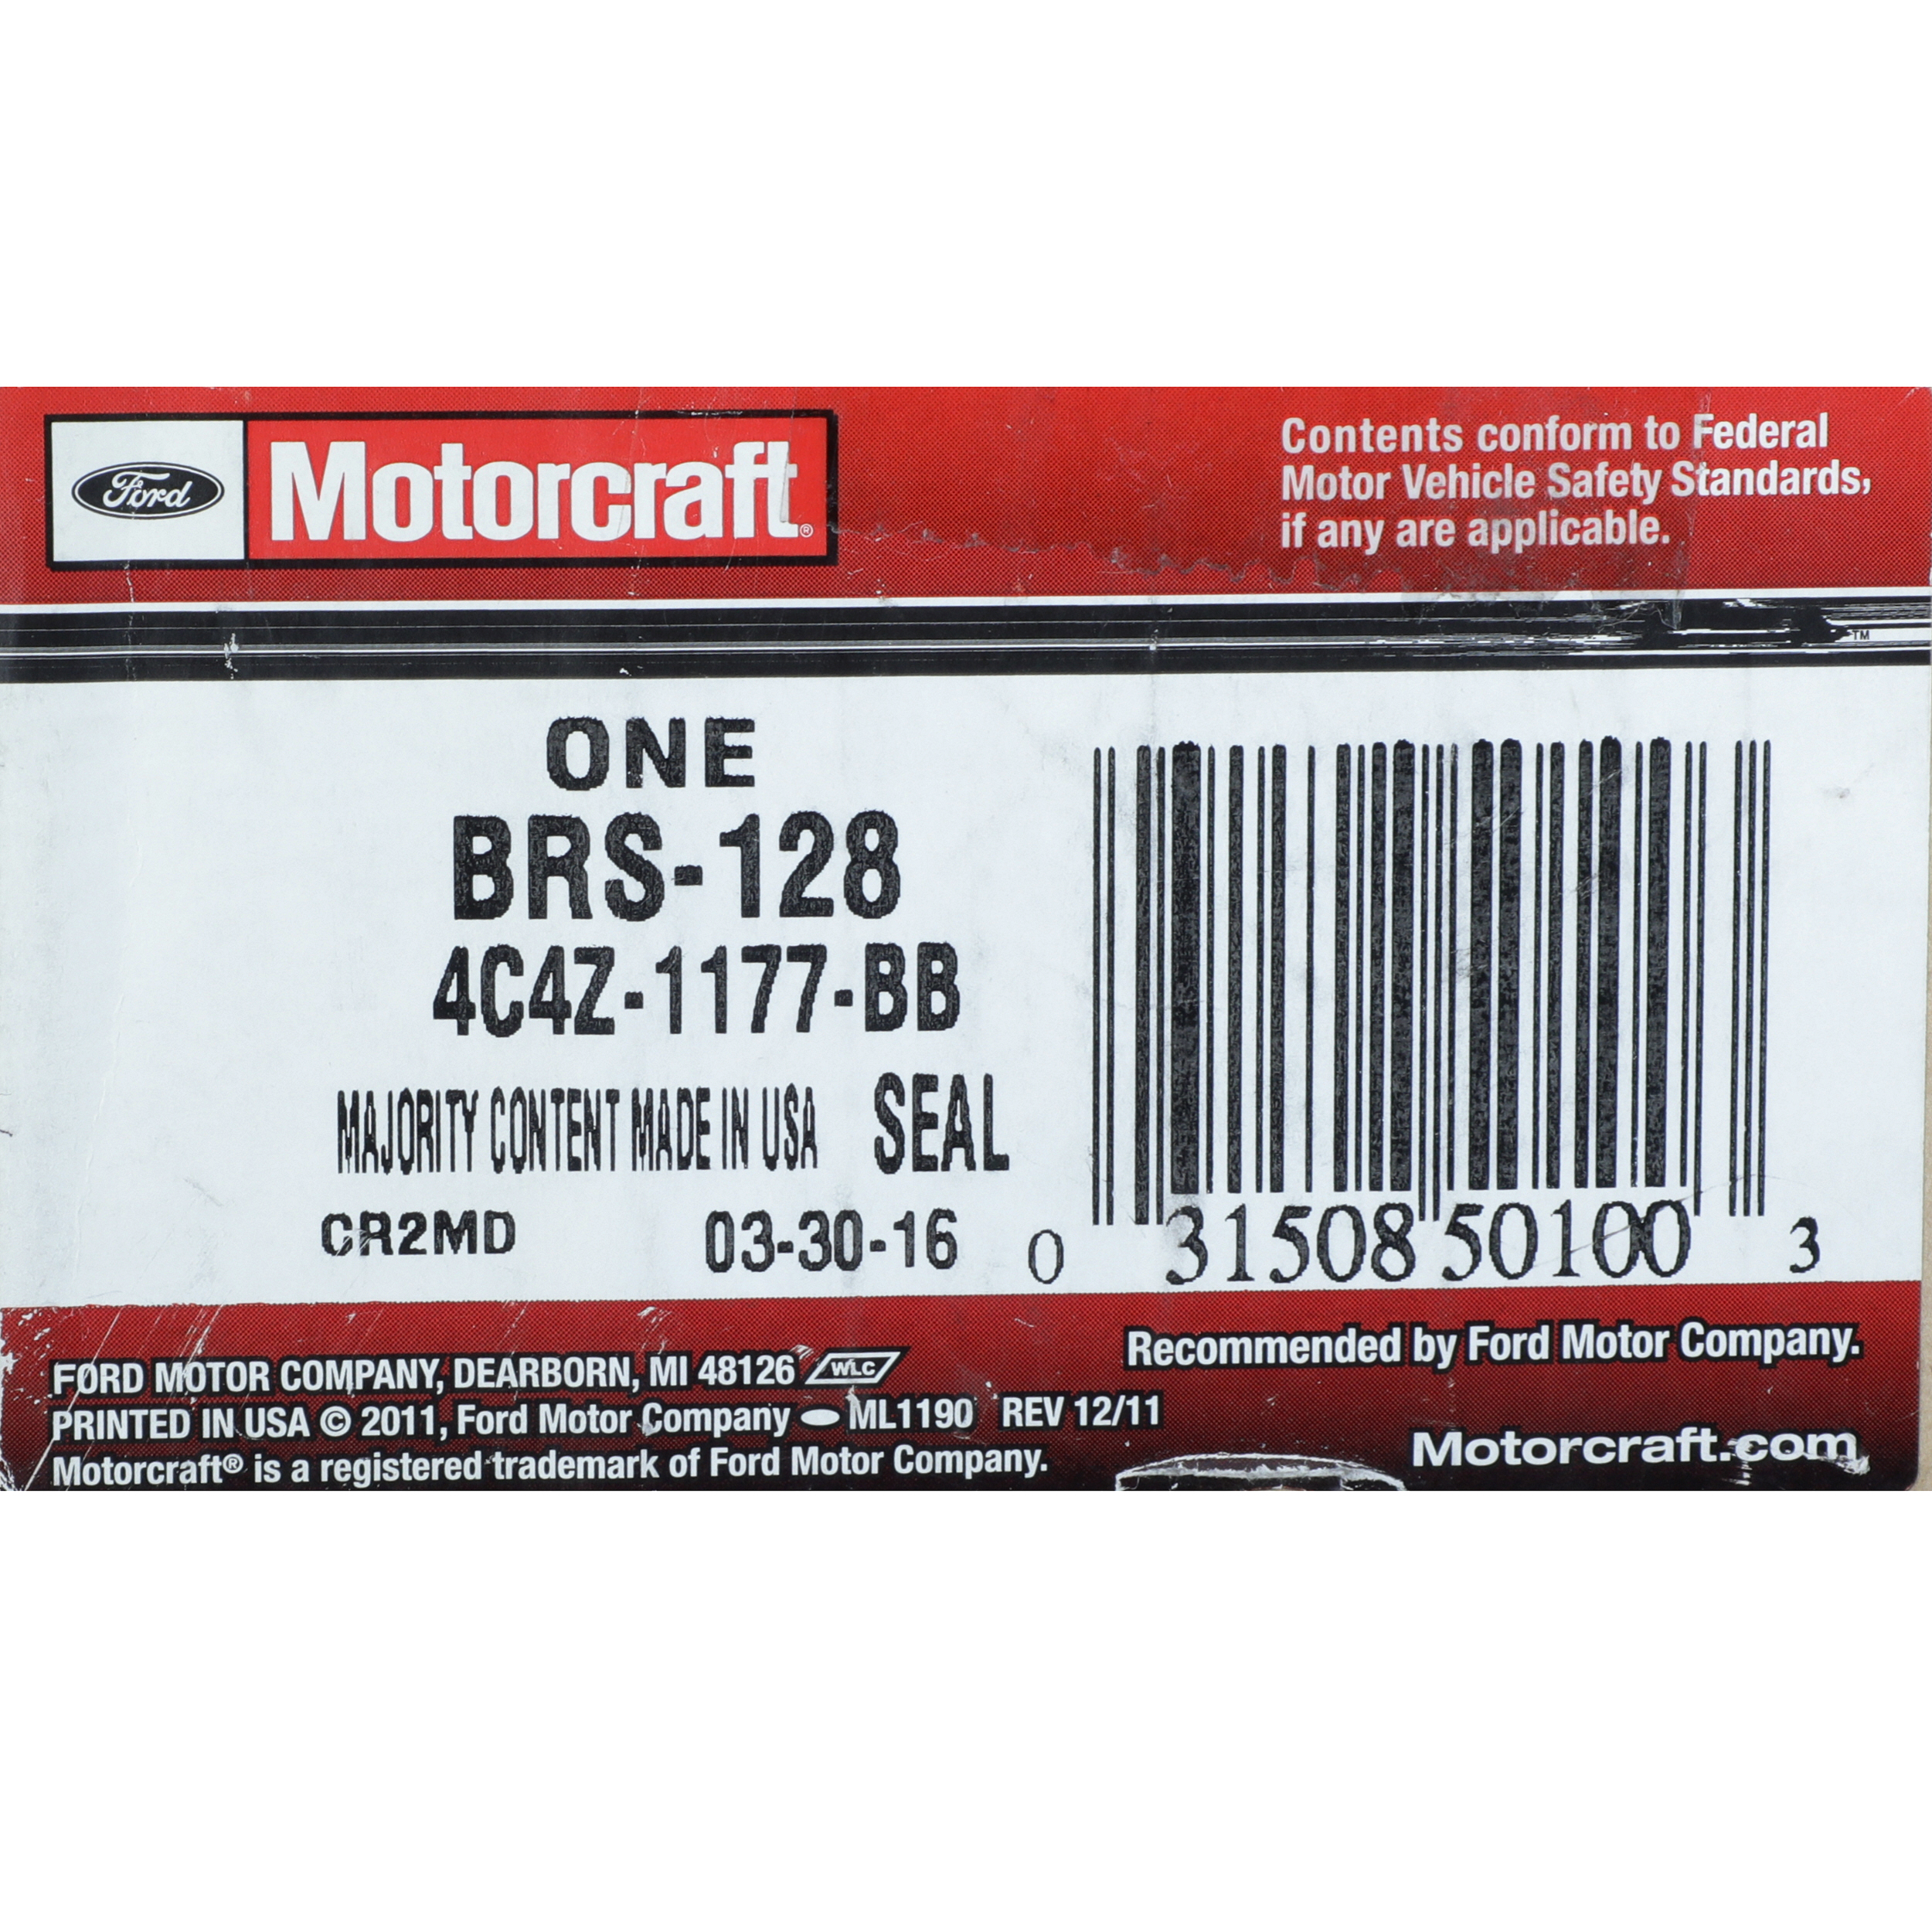 Ford
Motorcraft®
Contents conform to Federal
Motor Vehicle Safety Standards,
if any are applicable.
™
ONE
BRS-128
4C4Z-1177-BB
MAJORITY CONTENT MADE IN USA SEAL
CR2MD 03-30-16
0 31508 50100 3
FORD MOTOR COMPANY, DEARBORN, MI 48126 WLC
PRINTED IN USA © 2011, Ford Motor Company ML1190 REV 12/11
Motorcraft® is a registered trademark of Ford Motor Company.
Recommended by Ford Motor Company.
Motorcraft.com